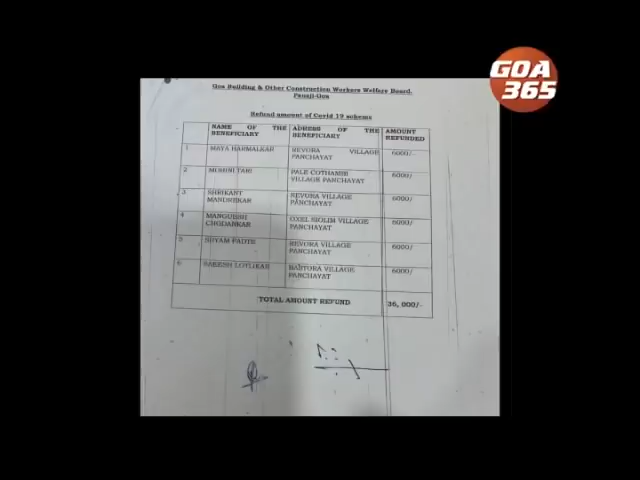 GOA
365
Goa Building & Other Construction Workers Welfare Board,
Panaji-Goa
Refund amount of Covid 19 scheme
NAME OF THE BENEFICIARY ADRESS OF THE BENEFICIARY AMOUNT REFUNDED
1 MAYA HARMALKAR REVORA VILLAGE PANCHAYAT 6000/-
2 MOHINI TARI PALE COTHAMBI VILLAGE PANCHAYAT 6000/
3 SHRIKANT MANDREKAR REVORA VILLAGE PANCHAYAT 6000/
4 MANGUESH CHODANKAR OXEL SIOLIM VILLAGE PANCHAYAT 6000/
5 SHYAM PADTE REVORA VILLAGE PANCHAYAT 6000/
6 RAKESH LOTLIKAR VILLAGE PANCHAYAT 6000/
TOTAL AMOUNT REFUND 36,000/-